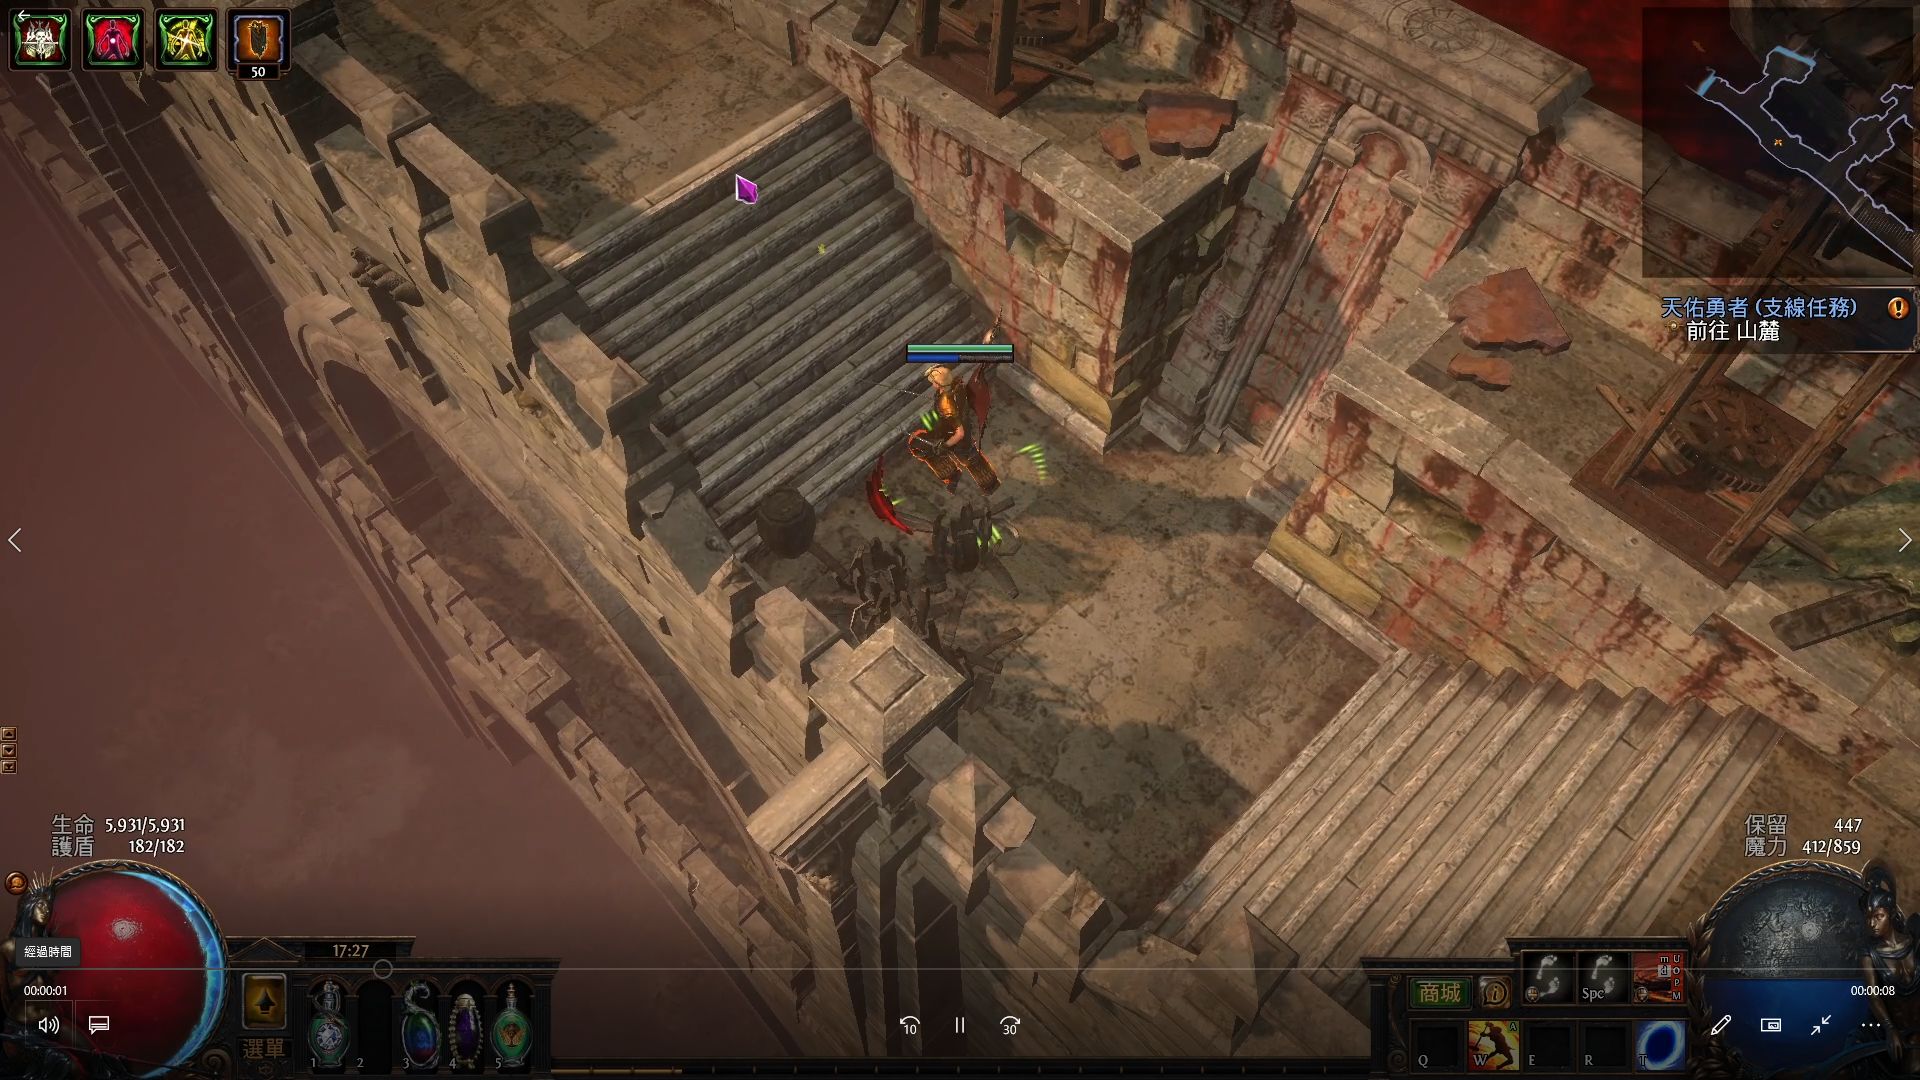 50
天佑勇者 (支線任務)
前往 山麓
生命 5,931/5,931
護盾 182/182
保留 447
魔力 412/859
經過時間
17:27
00:00:01
00:00:08
選單
1 2 3 4 5
10
30
商城
Spc
Q W E R T
A